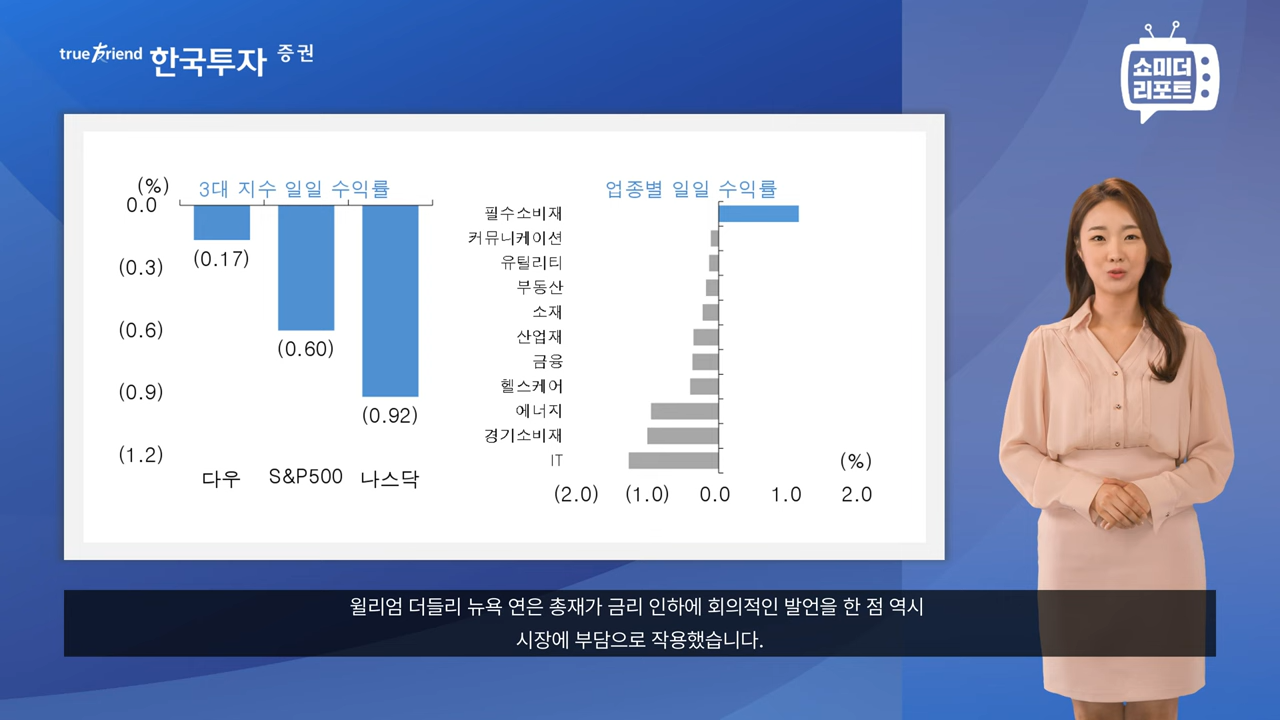 true friend 한국투자 증권
쇼미더
리포트
3대 지수 일일 수익률
(%)
0.0
(0.3)
(0.6)
(0.9)
(1.2)
(0.17)
(0.60)
(0.92)
다우 S&P500 나스닥
업종별 일일 수익률
필수소비재
커뮤니케이션
유틸리티
부동산
소재
산업재
금융
헬스케어
에너지
경기소비재
IT
(%)
(2.0) (1.0) 0.0 1.0 2.0
윌리엄 더들리 뉴욕 연은 총재가 금리 인하에 회의적인 발언을 한 점 역시
시장에 부담으로 작용했습니다.